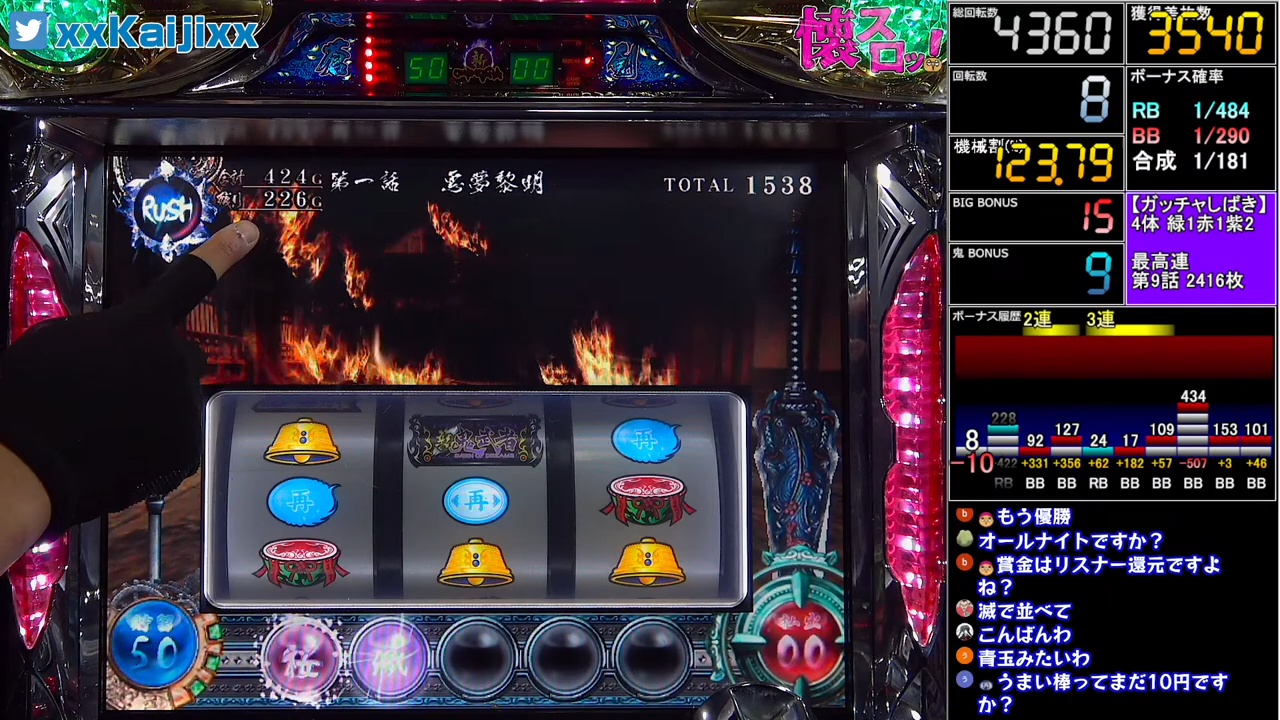 xxKaijixx
50
00
懐スロッ!
RUSH
合計 424G
残り 226G
第一話 悪夢黎明
TOTAL 1538
再
再
再
50
桜
滅
00
総回転数
4360
獲得差枚数
3540
回転数
8
機械割(%)
123.79
ボーナス確率
RB 1/484
BB 1/290
合成 1/181
BIG BONUS
15
鬼 BONUS
9
【ガッチャしばき】
4体 緑1赤1紫2
最高連
第9話 2416枚
ボーナス履歴 2連 3連
8 228 92 127 24 17 109 434 153 101
-10 -422 +331 +356 +62 +182 +57 -507 +3 +46
RB BB BB RB BB BB BB BB BB
もう優勝
オールナイトですか?
賞金はリスナー還元ですよ
ね?
滅で並べて
こんばんわ
青玉みたいわ
うまい棒ってまだ10円です
か?